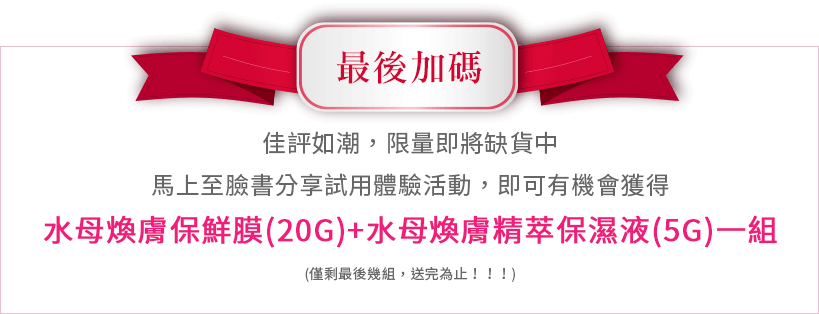 最後加碼
佳評如潮，限量即將缺貨中
馬上至臉書分享試用體驗活動，即可有機會獲得
水母煥膚保鮮膜(20G)+水母煥膚精萃保濕液(5G)一組
(僅剩最後幾組，送完為止！！！)